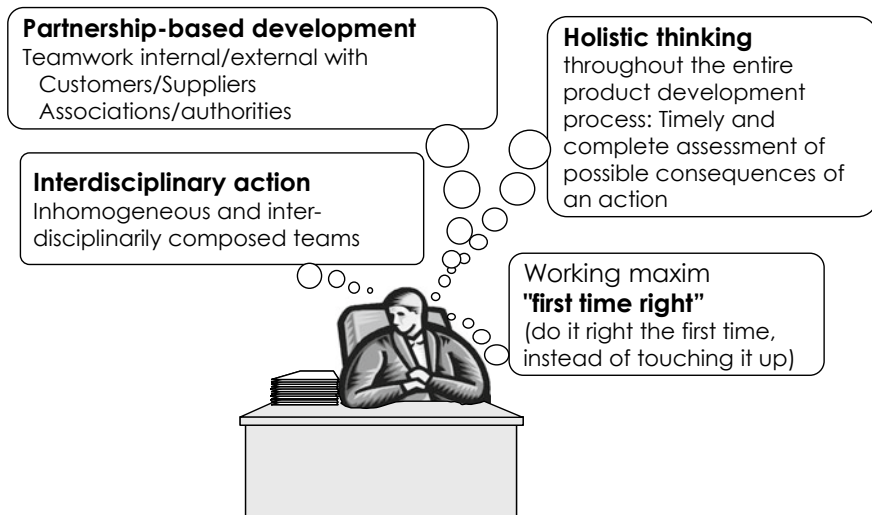 Partnership-based development
Teamwork internal/external with
Customers/Suppliers
Associations/authorities
Holistic thinking
throughout the entire
product development
process: Timely and
complete assessment of
possible consequences of
an action
Interdisciplinary action
Inhomogeneous and inter-
disciplinarily composed teams
Working maxim
"first time right”
(do it right the first time,
instead of touching it up)